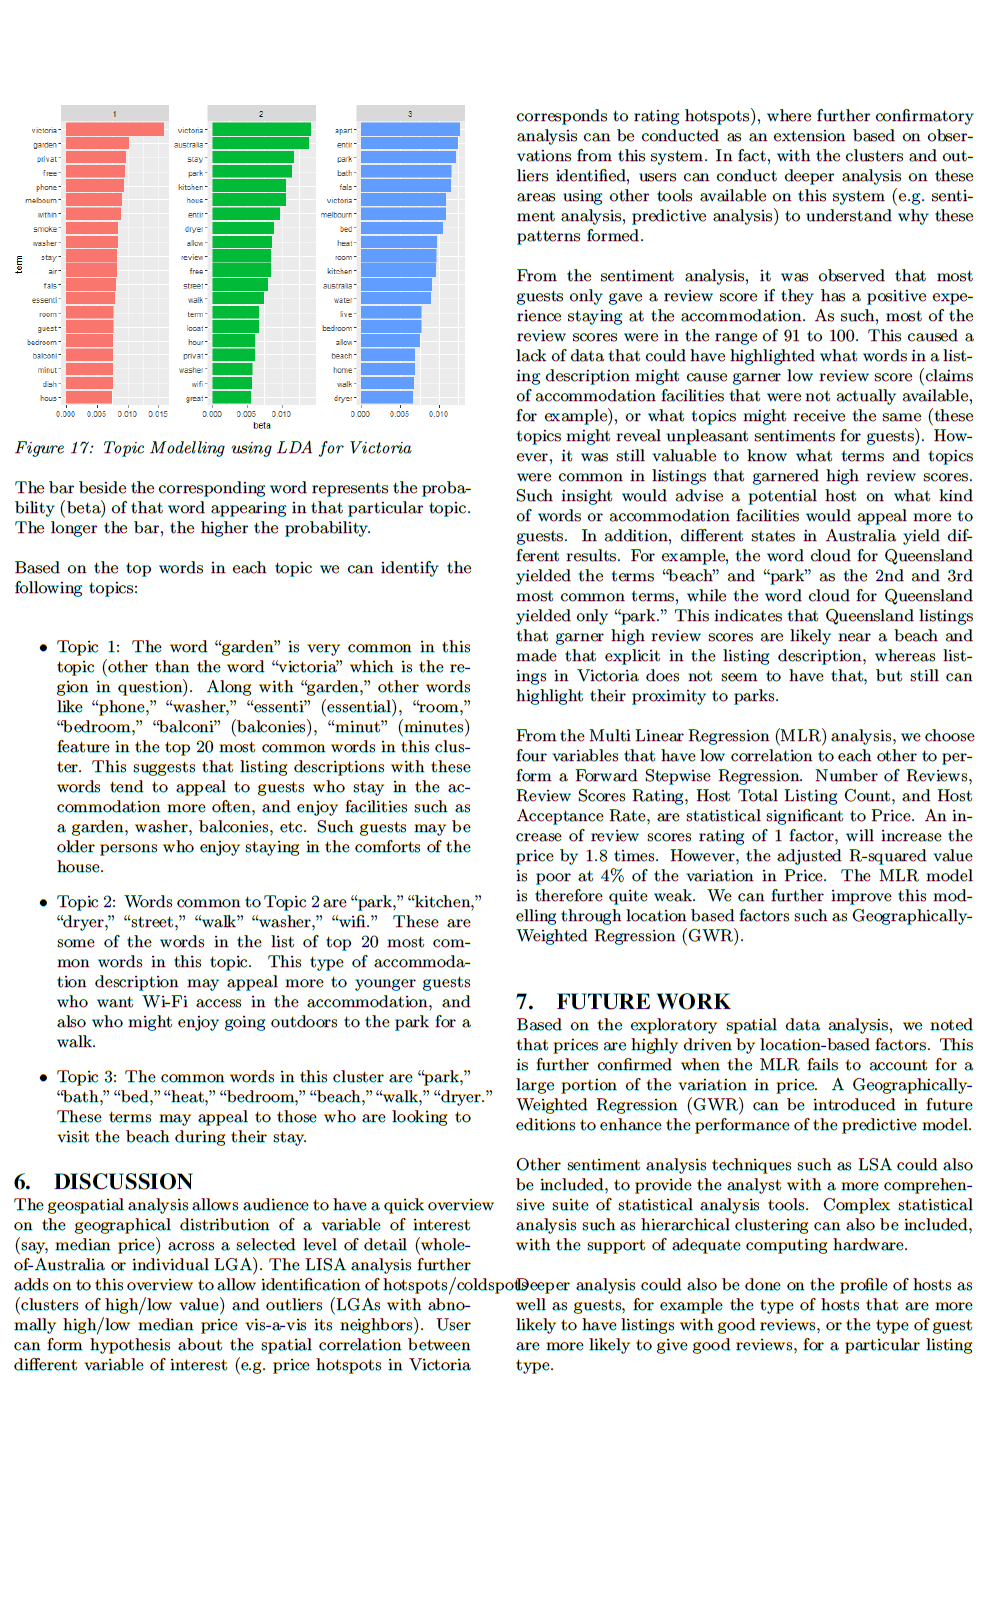 1
2
3
term
victoria
garden
privat
free
phone
melbourn
within
smoke
washer
stay
air
fals
essenti
room
guest
bedroom
balconi
minut
dish
hous
victoria
australia
stay
park
kitchen
hous
entir
dryer
allow
review
free
street
walk
term
locat
hour
privat
washer
wifi
great
apart
entir
park
bath
fals
victoria
melbourn
bed
heat
room
kitchen
australia
water
live
bedroom
allow
beach
home
walk
dryer
0.000 0.005 0.010 0.015
0.000 0.005 0.010
0.000 0.005 0.010
beta
Figure 17: Topic Modelling using LDA for Victoria
The bar beside the corresponding word represents the proba-
bility (beta) of that word appearing in that particular topic.
The longer the bar, the higher the probability.
Based on the top words in each topic we can identify the
following topics:
• Topic 1: The word “garden” is very common in this
topic (other than the word “victoria” which is the re-
gion in question). Along with “garden,” other words
like “phone,” “washer,” “essenti” (essential), “room,”
“bedroom,” “balconi” (balconies), “minut” (minutes)
feature in the top 20 most common words in this clus-
ter. This suggests that listing descriptions with these
words tend to appeal to guests who stay in the ac-
commodation more often, and enjoy facilities such as
a garden, washer, balconies, etc. Such guests may be
older persons who enjoy staying in the comforts of the
house.
• Topic 2: Words common to Topic 2 are “park,” “kitchen,”
“dryer,” “street,” “walk” “washer,” “wifi.” These are
some of the words in the list of top 20 most com-
mon words in this topic. This type of accommoda-
tion description may appeal more to younger guests
who want Wi-Fi access in the accommodation, and
also who might enjoy going outdoors to the park for a
walk.
• Topic 3: The common words in this cluster are “park,”
“bath,” “bed,” “heat,” “bedroom,” “beach,” “walk,” “dryer.”
These terms may appeal to those who are looking to
visit the beach during their stay.
6. DISCUSSION
The geospatial analysis allows audience to have a quick overview
on the geographical distribution of a variable of interest
(say, median price) across a selected level of detail (whole-
of-Australia or individual LGA). The LISA analysis further
adds on to this overview to allow identification of hotspots/coldspots
(clusters of high/low value) and outliers (LGAs with abno-
mally high/low median price vis-a-vis its neighbors). User
can form hypothesis about the spatial correlation between
different variable of interest (e.g. price hotspots in Victoria
corresponds to rating hotspots), where further confirmatory
analysis can be conducted as an extension based on obser-
vations from this system. In fact, with the clusters and out-
liers identified, users can conduct deeper analysis on these
areas using other tools available on this system (e.g. senti-
ment analysis, predictive analysis) to understand why these
patterns formed.
From the sentiment analysis, it was observed that most
guests only gave a review score if they has a positive expe-
rience staying at the accommodation. As such, most of the
review scores were in the range of 91 to 100. This caused a
lack of data that could have highlighted what words in a list-
ing description might cause garner low review score (claims
of accommodation facilities that were not actually available,
for example), or what topics might receive the same (these
topics might reveal unpleasant sentiments for guests). How-
ever, it was still valuable to know what terms and topics
were common in listings that garnered high review scores.
Such insight would advise a potential host on what kind
of words or accommodation facilities would appeal more to
guests. In addition, different states in Australia yield dif-
ferent results. For example, the word cloud for Queensland
yielded the terms “beach” and “park” as the 2nd and 3rd
most common terms, while the word cloud for Queensland
yielded only “park.” This indicates that Queensland listings
that garner high review scores are likely near a beach and
made that explicit in the listing description, whereas list-
ings in Victoria does not seem to have that, but still can
highlight their proximity to parks.
From the Multi Linear Regression (MLR) analysis, we choose
four variables that have low correlation to each other to per-
form a Forward Stepwise Regression. Number of Reviews,
Review Scores Rating, Host Total Listing Count, and Host
Acceptance Rate, are statistical significant to Price. An in-
crease of review scores rating of 1 factor, will increase the
price by 1.8 times. However, the adjusted R-squared value
is poor at 4% of the variation in Price. The MLR model
is therefore quite weak. We can further improve this mod-
elling through location based factors such as Geographically-
Weighted Regression (GWR).
7. FUTURE WORK
Based on the exploratory spatial data analysis, we noted
that prices are highly driven by location-based factors. This
is further confirmed when the MLR fails to account for a
large portion of the variation in price. A Geographically-
Weighted Regression (GWR) can be introduced in future
editions to enhance the performance of the predictive model.
Other sentiment analysis techniques such as LSA could also
be included, to provide the analyst with a more comprehen-
sive suite of statistical analysis tools. Complex statistical
analysis such as hierarchical clustering can also be included,
with the support of adequate computing hardware.
Deeper analysis could also be done on the profile of hosts as
well as guests, for example the type of hosts that are more
likely to have listings with good reviews, or the type of guest
are more likely to give good reviews, for a particular listing
type.